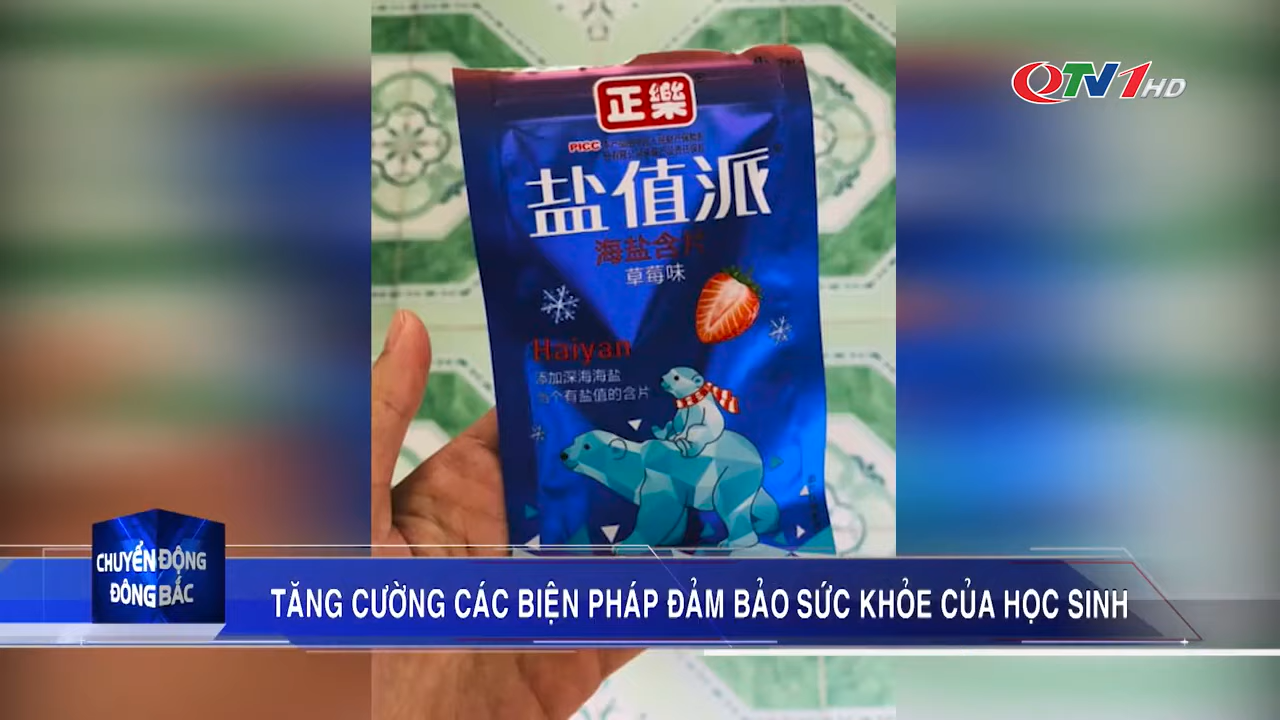 QTV1HD
正樂
PICC
盐值派
海盐含片
草莓味
Haiyan
添加深海海盐
个有盐值的含片
CHUYỂN ĐỘNG
ĐÔNG BẮC
TĂNG CƯỜNG CÁC BIỆN PHÁP ĐẢM BẢO SỨC KHỎE CỦA HỌC SINH